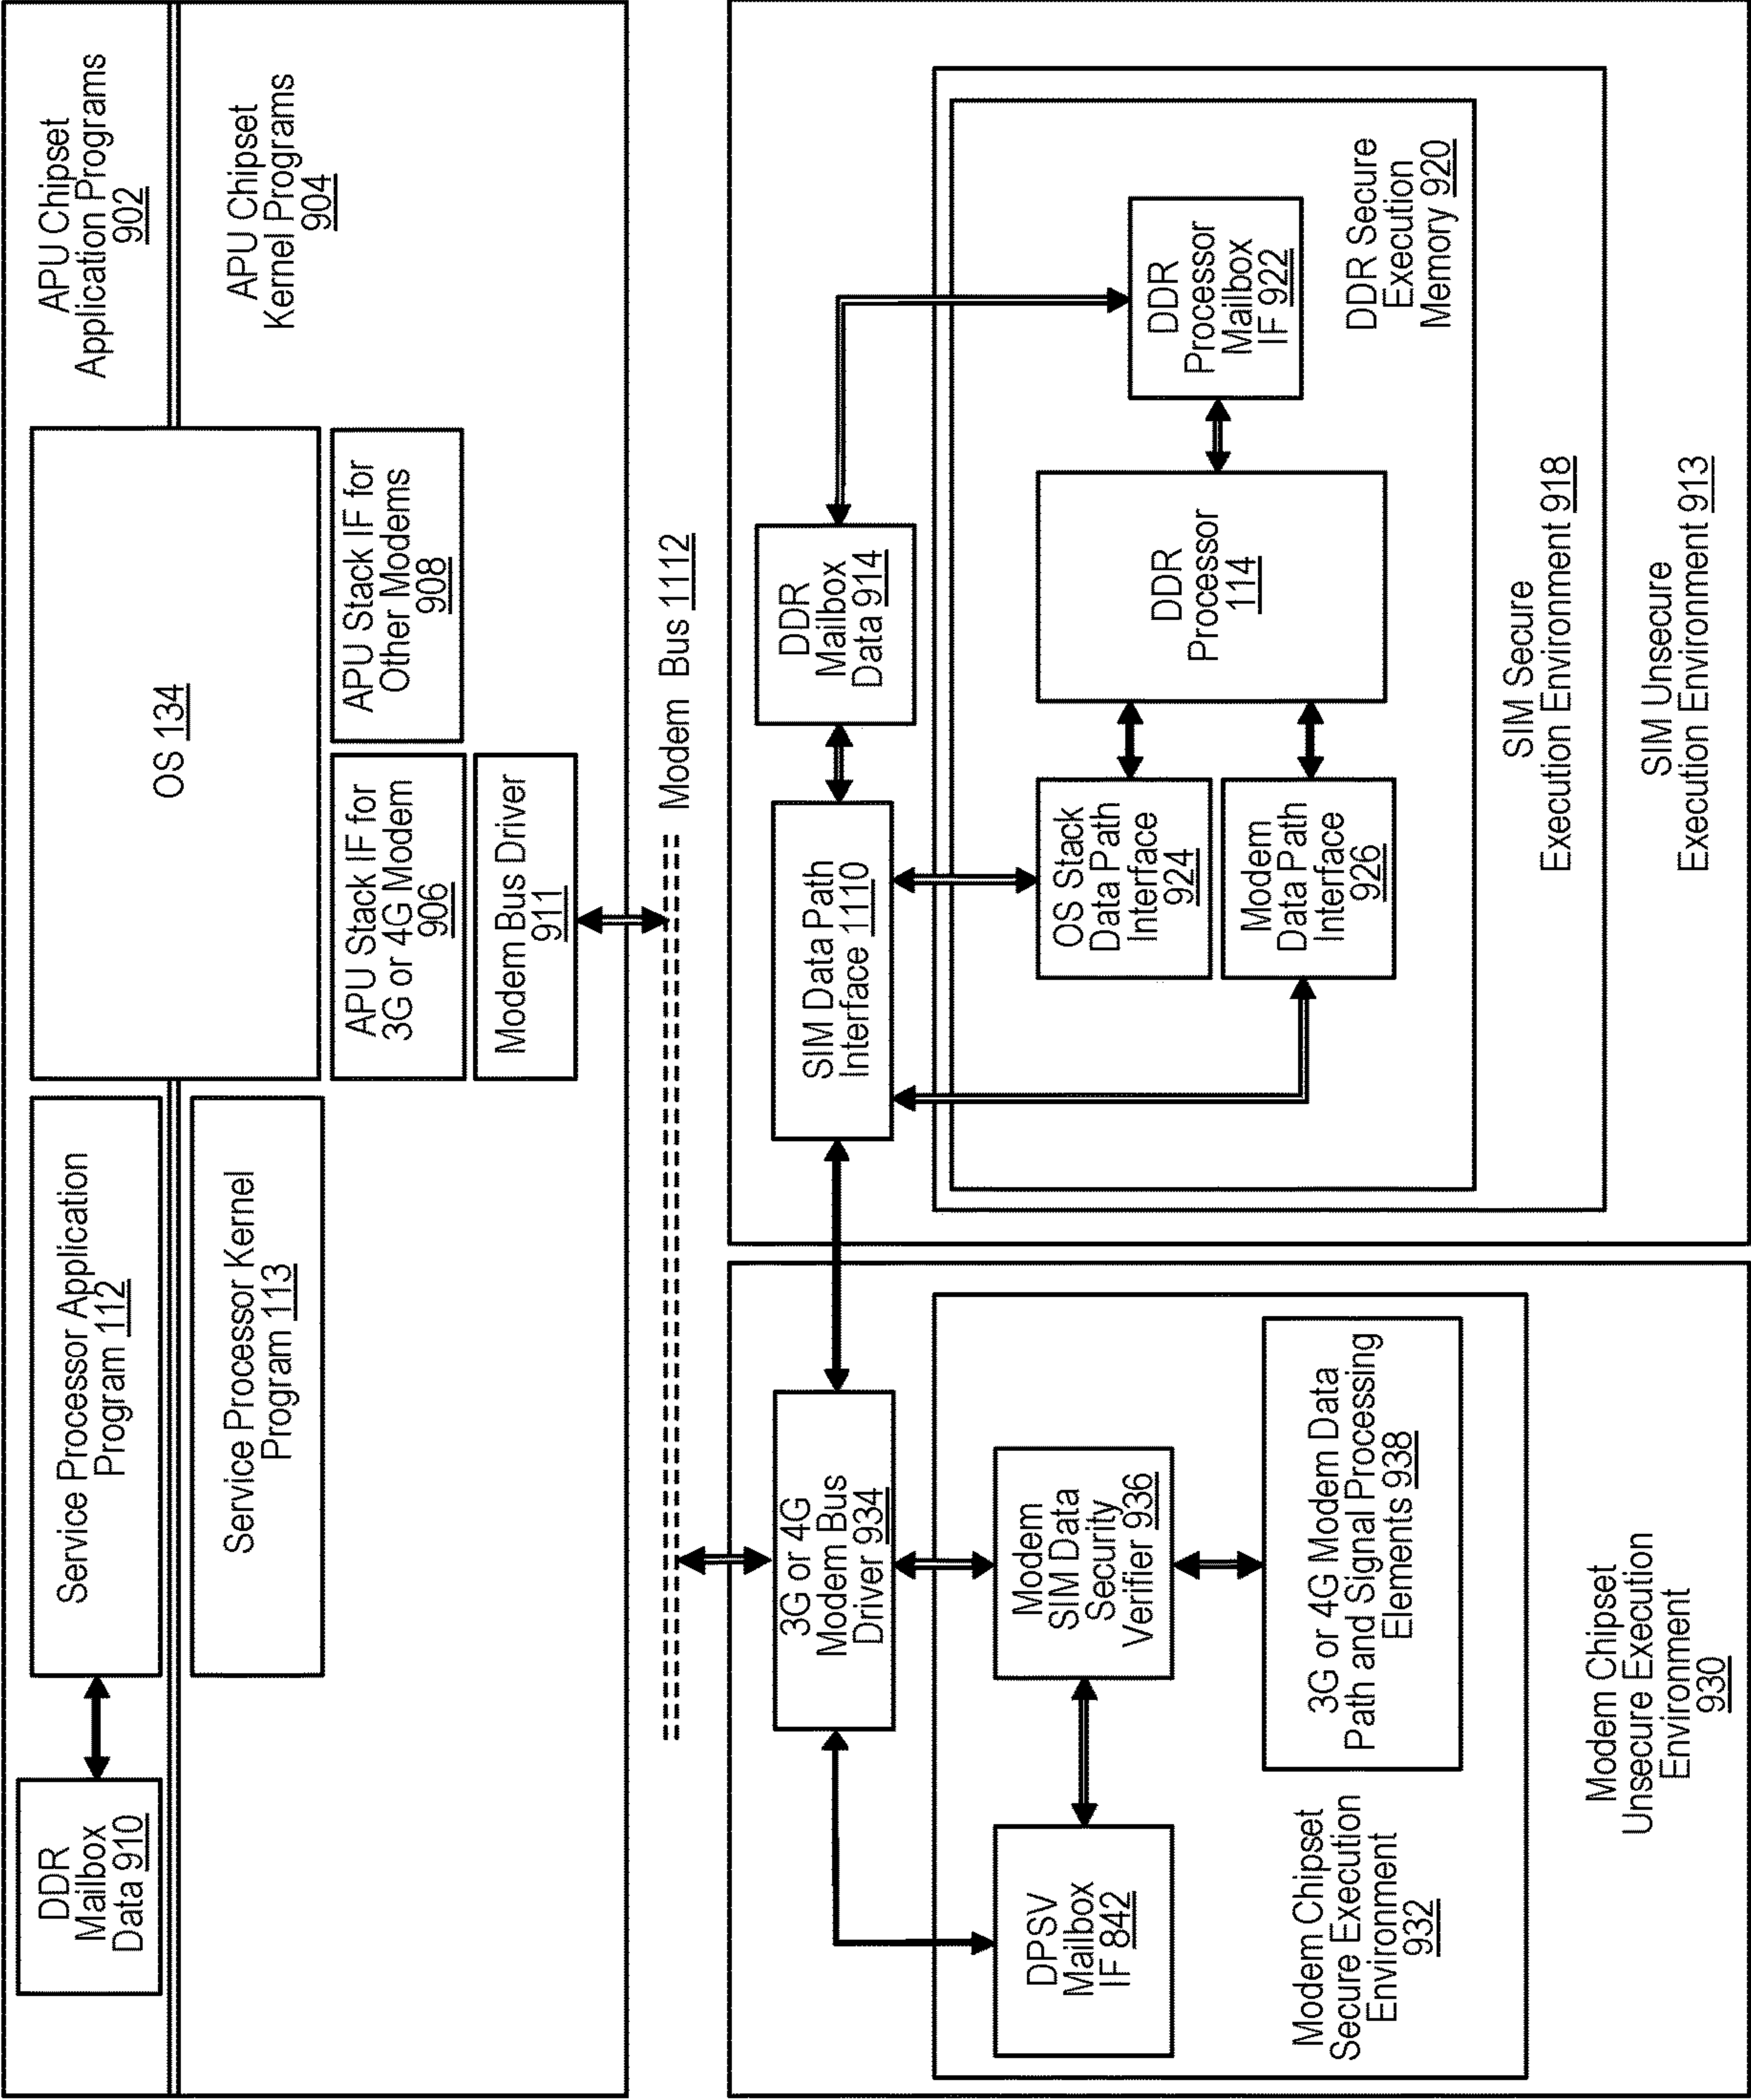 DDR
Mailbox
Data 910
Service Processor Application
Program 112
OS 134
APU Chipset
Application Programs
902
Service Processor Kernel
Program 113
APU Stack IF for
3G or 4G Modem
906
APU Stack IF for
Other Modems
908
APU Chipset
Kernel Programs
904
Modem Bus Driver
911
Modem Bus 1112
3G or 4G
Modem Bus
Driver 934
DPSV
Mailbox
IF 842
Modem
SIM Data
Security
Verifier 936
3G or 4G Modem Data
Path and Signal Processing
Elements 938
Modem Chipset
Secure Execution
Environment
932
Modem Chipset
Unsecure Execution
Environment
930
SIM Data Path
Interface 1110
DDR
Mailbox
Data 914
OS Stack
Data Path
Interface
924
Modem
Data Path
Interface
926
DDR
Processor
114
DDR
Processor
Mailbox
IF 922
DDR Secure
Execution
Memory 920
SIM Secure
Execution Environment 918
SIM Unsecure
Execution Environment 913